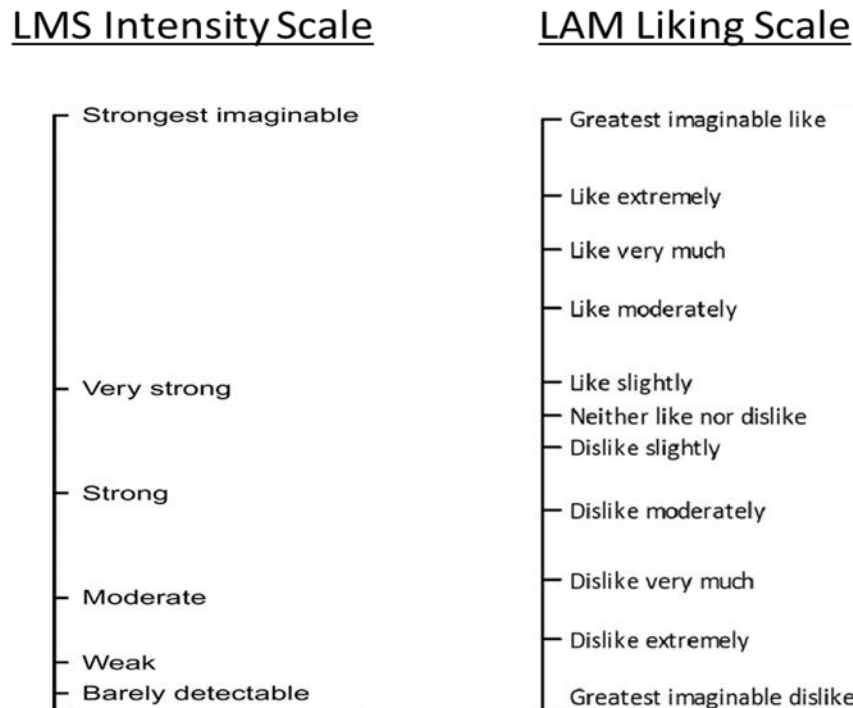 LMS Intensity Scale
Strongest imaginable
Very strong
Strong
Moderate
Weak
Barely detectable
LAM Liking Scale
Greatest imaginable like
Like extremely
Like very much
Like moderately
Like slightly
Neither like nor dislike
Dislike slightly
Dislike moderately
Dislike very much
Dislike extremely
Greatest imaginable dislike